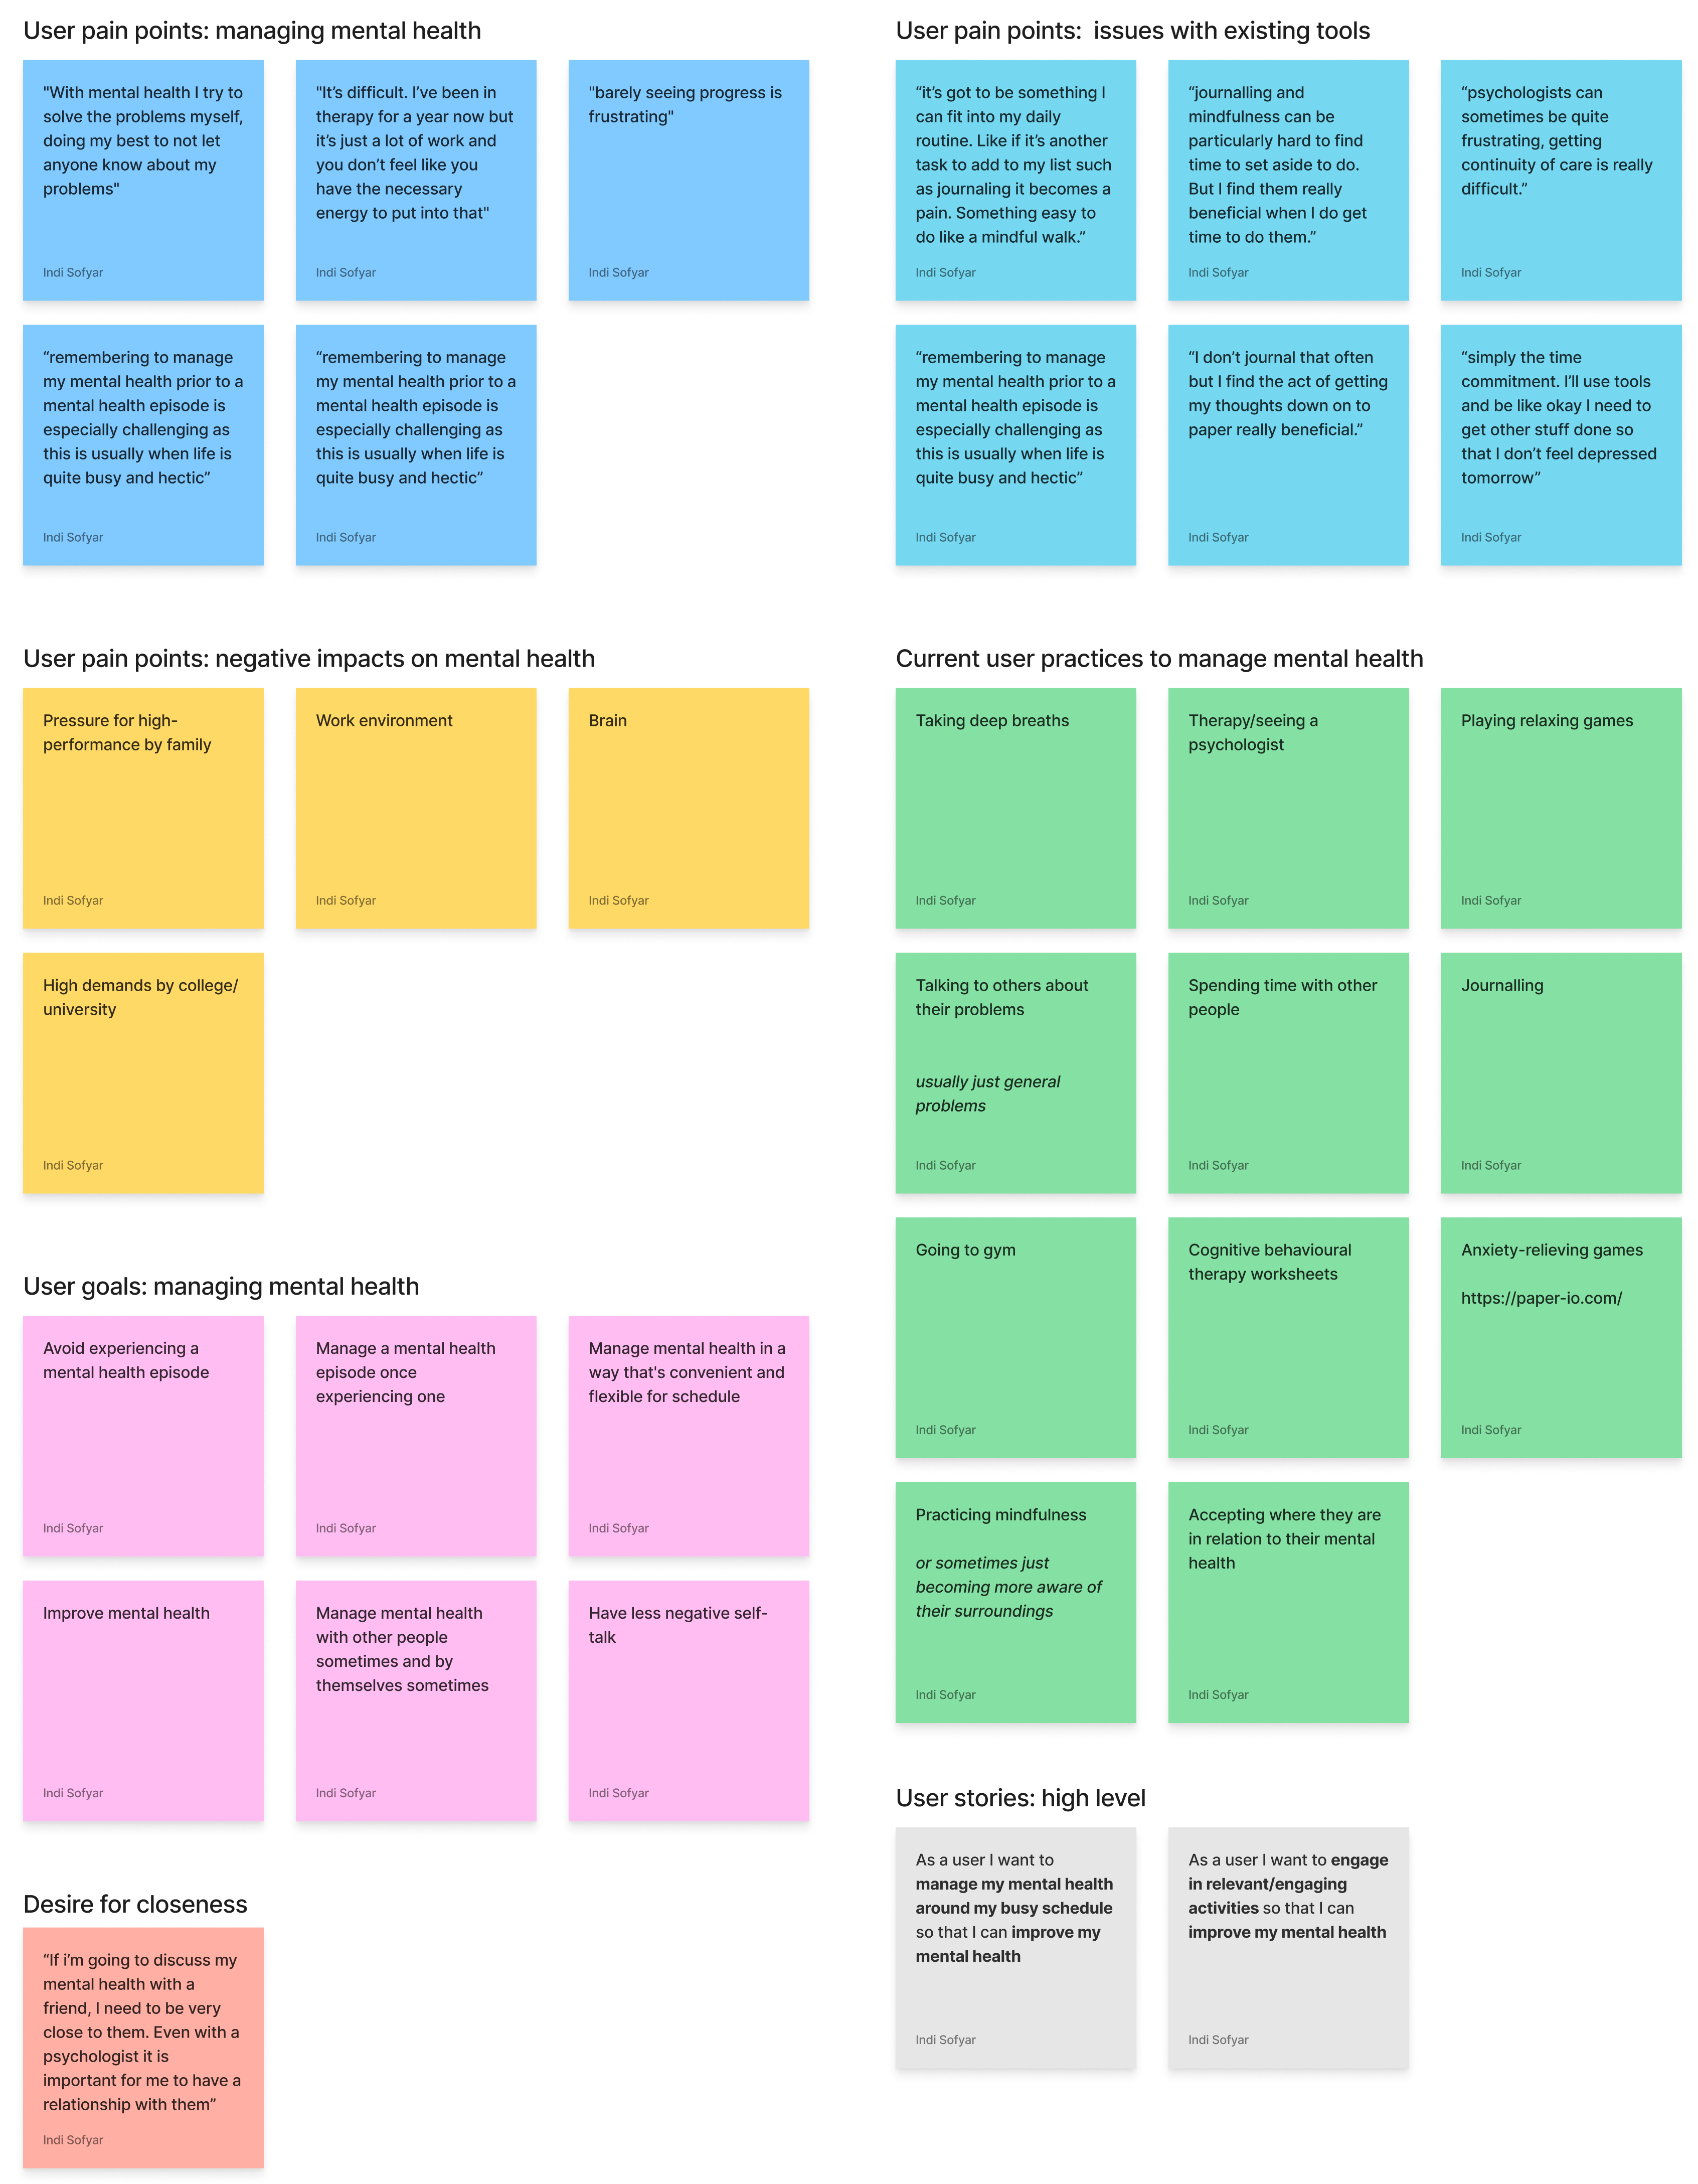 User pain points: managing mental health
"With mental health I try to
solve the problems myself,
doing my best to not let
anyone know about my
problems"
Indi Sofyar
"It’s difficult. I’ve been in
therapy for a year now but
it’s just a lot of work and
you don’t feel like you
have the necessary
energy to put into that"
Indi Sofyar
"barely seeing progress is
frustrating"
Indi Sofyar
“remembering to manage
my mental health prior to a
mental health episode is
especially challenging as
this is usually when life is
quite busy and hectic”
Indi Sofyar
“remembering to manage
my mental health prior to a
mental health episode is
especially challenging as
this is usually when life is
quite busy and hectic”
Indi Sofyar
User pain points:  issues with existing tools
“it’s got to be something I
can fit into my daily
routine. Like if it’s another
task to add to my list such
as journaling it becomes a
pain. Something easy to
do like a mindful walk.”
Indi Sofyar
“journalling and
mindfulness can be
particularly hard to find
time to set aside to do.
But I find them really
beneficial when I do get
time to do them.”
Indi Sofyar
“psychologists can
sometimes be quite
frustrating, getting
continuity of care is really
difficult.”
Indi Sofyar
“remembering to manage
my mental health prior to a
mental health episode is
especially challenging as
this is usually when life is
quite busy and hectic”
Indi Sofyar
“I don’t journal that often
but I find the act of getting
my thoughts down on to
paper really beneficial.”
Indi Sofyar
“simply the time
commitment. I’ll use tools
and be like okay I need to
get other stuff done so
that I don’t feel depressed
tomorrow”
Indi Sofyar
User pain points: negative impacts on mental health
Pressure for high-
performance by family
Indi Sofyar
Work environment
Indi Sofyar
Brain
Indi Sofyar
High demands by college/
university
Indi Sofyar
Current user practices to manage mental health
Taking deep breaths
Indi Sofyar
Therapy/seeing a
psychologist
Indi Sofyar
Playing relaxing games
Indi Sofyar
Talking to others about
their problems
usually just general
problems
Indi Sofyar
Spending time with other
people
Indi Sofyar
Journalling
Indi Sofyar
Going to gym
Indi Sofyar
Cognitive behavioural
therapy worksheets
Indi Sofyar
Anxiety-relieving games
https://paper-io.com/
Indi Sofyar
Practicing mindfulness
or sometimes just
becoming more aware of
their surroundings
Indi Sofyar
Accepting where they are
in relation to their mental
health
Indi Sofyar
User goals: managing mental health
Avoid experiencing a
mental health episode
Indi Sofyar
Manage a mental health
episode once
experiencing one
Indi Sofyar
Manage mental health in a
way that's convenient and
flexible for schedule
Indi Sofyar
Improve mental health
Indi Sofyar
Manage mental health
with other people
sometimes and by
themselves sometimes
Indi Sofyar
Have less negative self-
talk
Indi Sofyar
User stories: high level
As a user I want to
manage my mental health
around my busy schedule
so that I can improve my
mental health
Indi Sofyar
As a user I want to engage
in relevant/engaging
activities so that I can
improve my mental health
Indi Sofyar
Desire for closeness
“If i’m going to discuss my
mental health with a
friend, I need to be very
close to them. Even with a
psychologist it is
important for me to have a
relationship with them”
Indi Sofyar